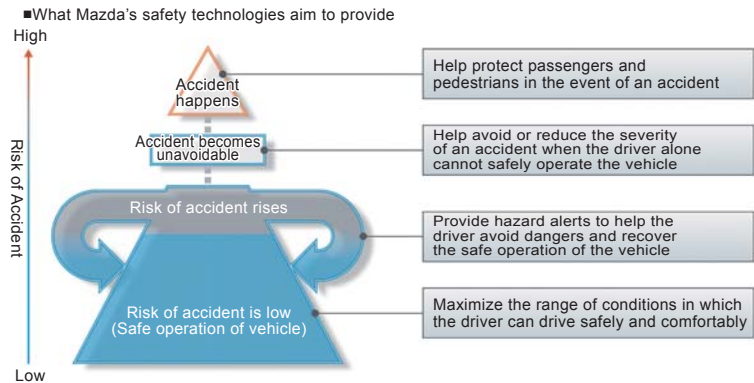 ■What Mazda's safety technologies aim to provide
High
Risk of Accident
Low
Accident
happens
Help protect passengers and
pedestrians in the event of an accident
Accident becomes
unavoidable
Help avoid or reduce the severity
of an accident when the driver alone
cannot safely operate the vehicle
Risk of accident rises
Provide hazard alerts to help the
driver avoid dangers and recover
the safe operation of the vehicle
Risk of accident is low
(Safe operation of vehicle)
Maximize the range of conditions in which
the driver can drive safely and comfortably